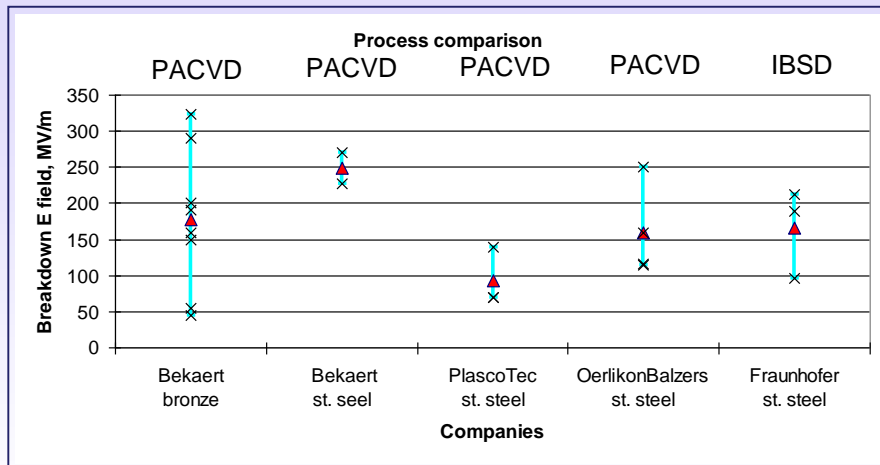 Process comparison
PACVD PACVD PACVD PACVD IBSD
350
300
250
200
150
100
50
0
Breakdown E field, MV/m
Bekaert Bekaert PlascoTec OerlikonBalzers Fraunhofer
bronze st. seel st. steel st. steel st. steel
Companies